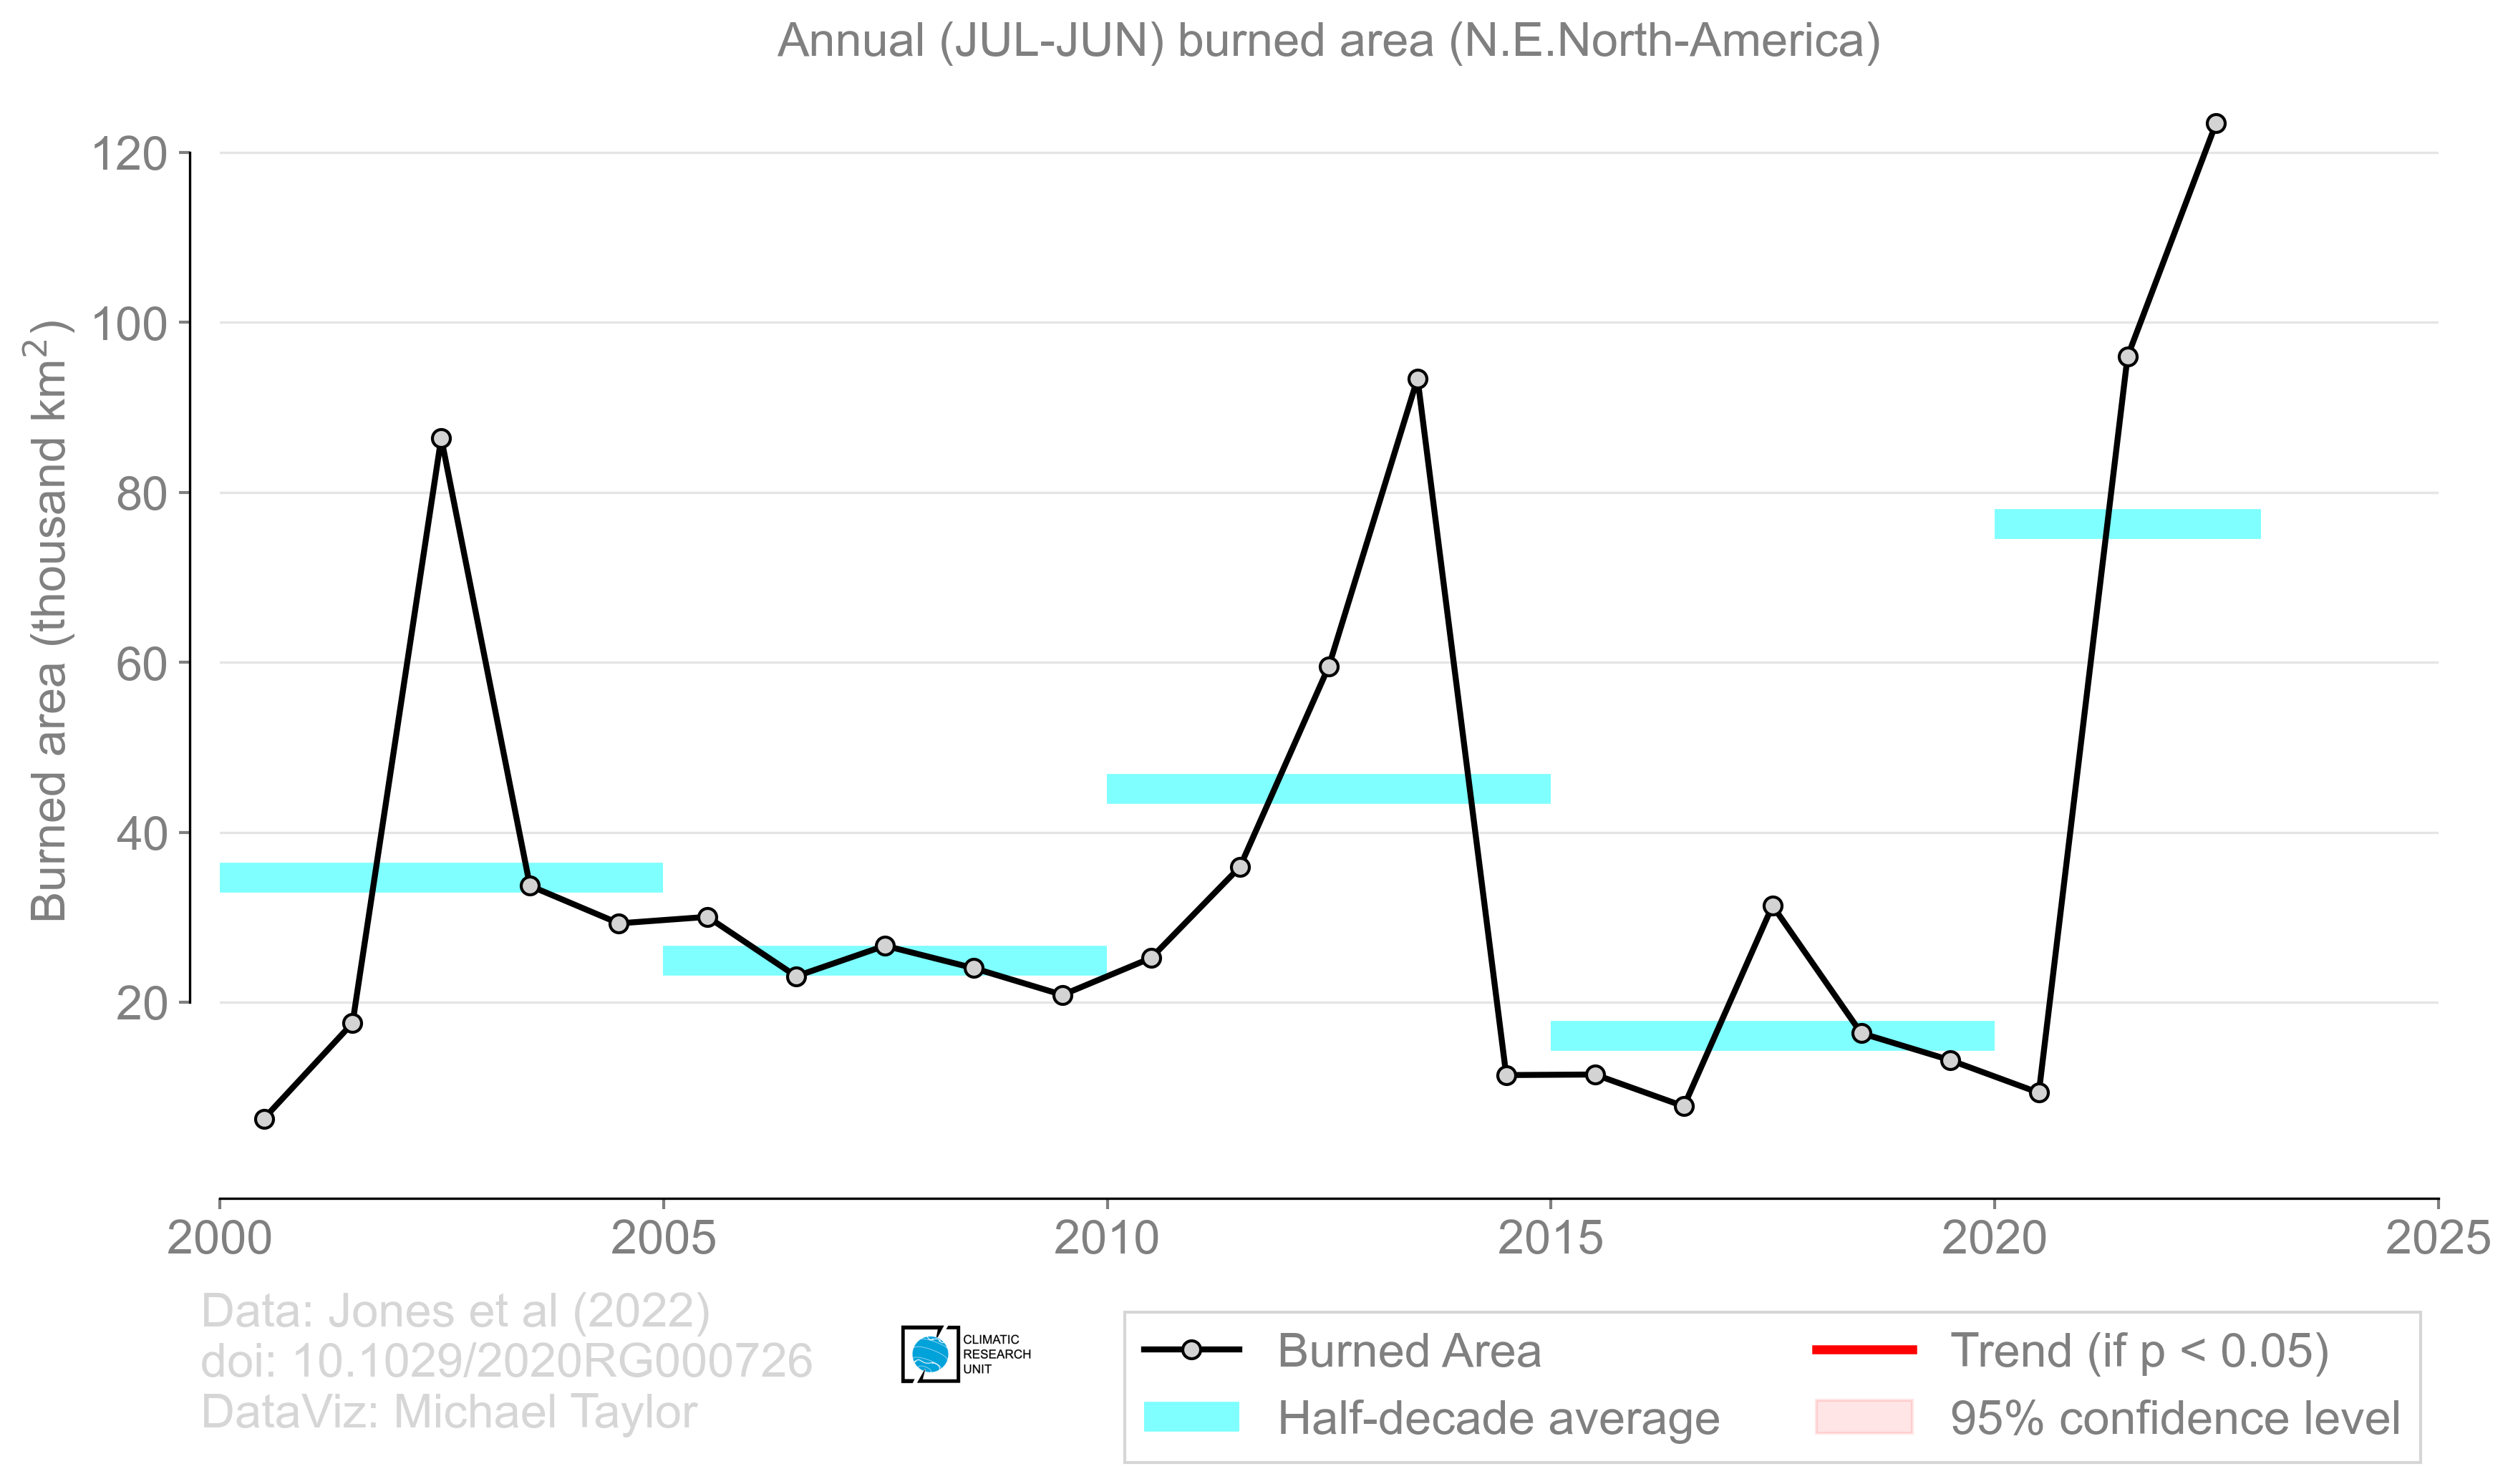 Annual (JUL-JUN) burned area (N.E.North-America)
Burned area (thousand km²)
120
100
80
60
40
20
2000 2005 2010 2015 2020 2025
Data: Jones et al (2022)
doi: 10.1029/2020RG000726
DataViz: Michael Taylor
CLIMATIC
RESEARCH
UNIT
Burned Area
Half-decade average
Trend (if p < 0.05)
95% confidence level